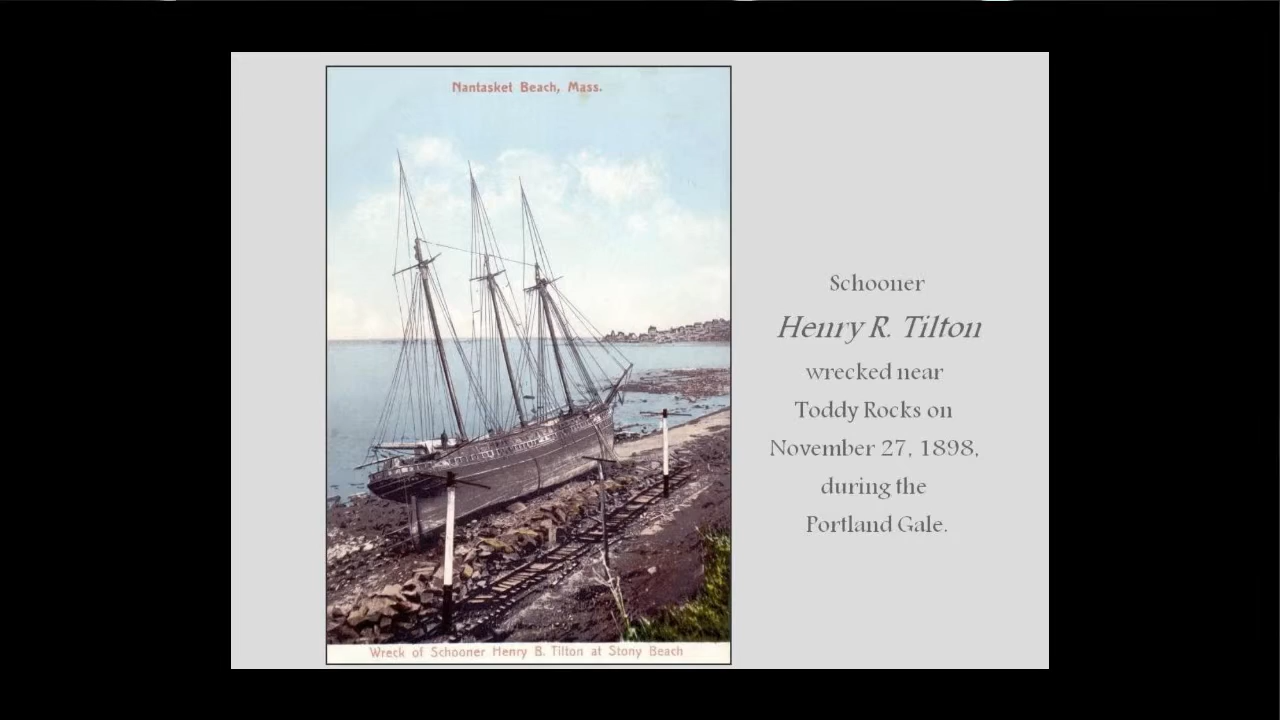 Nantasket Beach, Mass.
Wreck of Schooner Henry B. Tilton at Stony Beach
Schooner
Henry R. Tilton
wrecked near
Toddy Rocks on
November 27, 1898,
during the
Portland Gale.